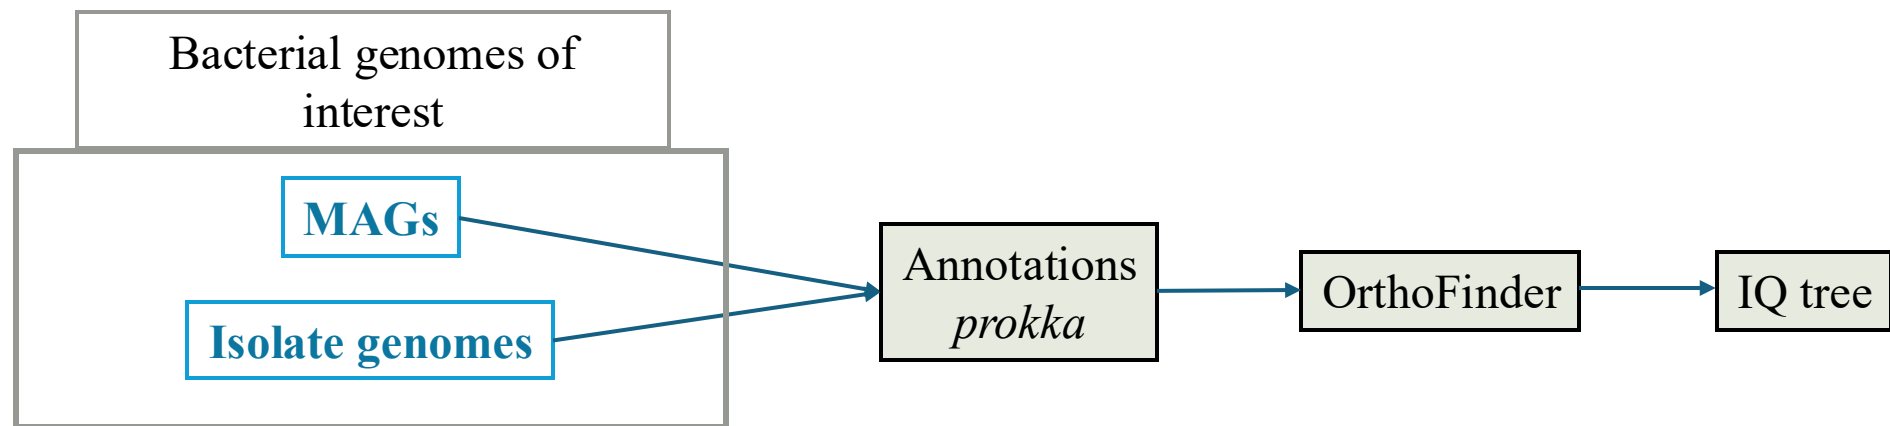 Bacterial genomes of
interest
MAGs
Isolate genomes
Annotations
prokka
OrthoFinder
IQ tree